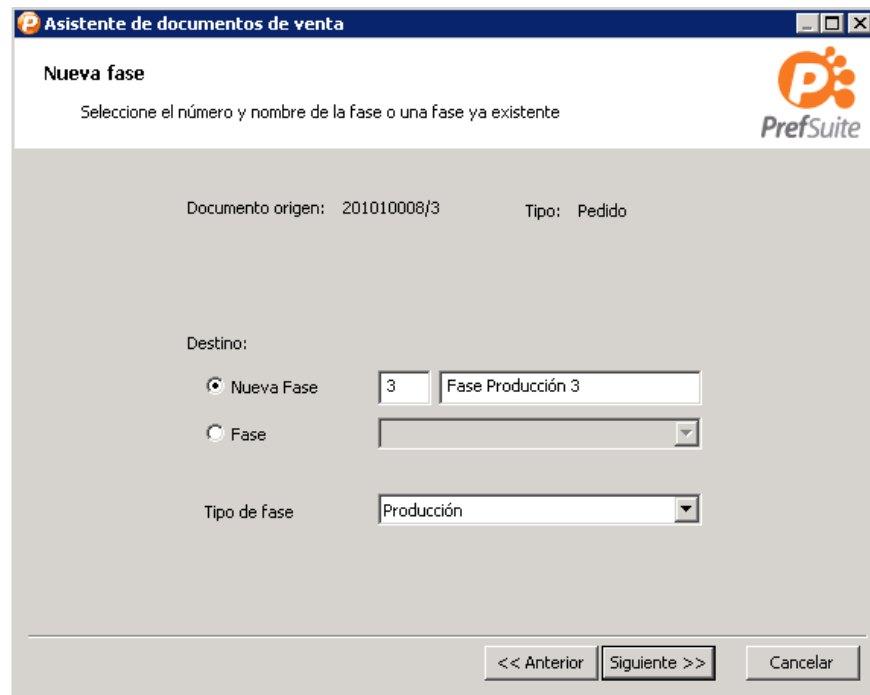 Asistente de documentos de venta
Nueva fase
Seleccione el número y nombre de la fase o una fase ya existente
PrefSuite
Documento origen: 201010008/3 Tipo: Pedido
Destino:
Nueva Fase 3 Fase Producción 3
Fase
Tipo de fase Producción
<< Anterior Siguiente >> Cancelar